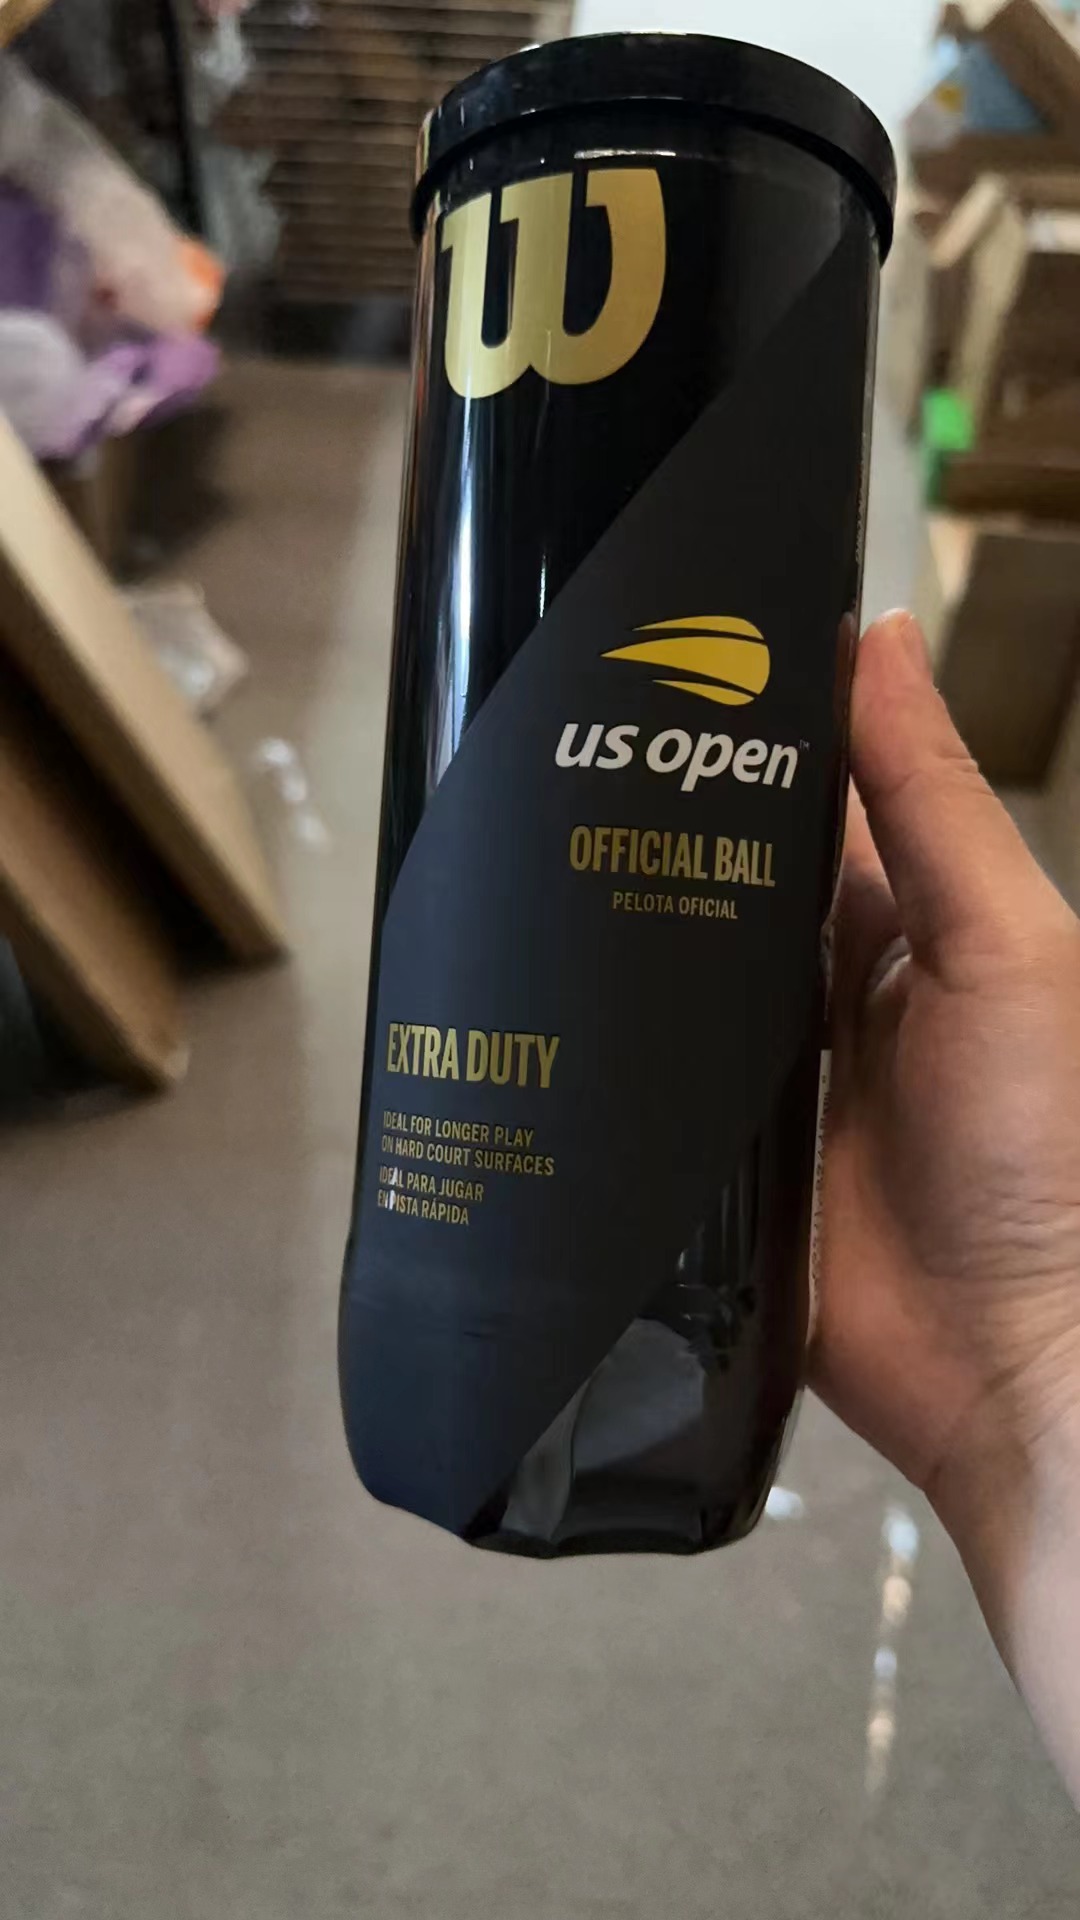 W
us open™
OFFICIAL BALL
PELOTA OFICIAL
EXTRA DUTY
IDEAL FOR LONGER PLAY
ON HARD COURT SURFACES
IDEAL PARA JUGAR
EN PISTA RÁPIDA